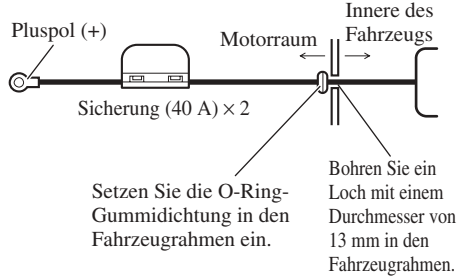 Pluspol (+)
Motorraum
Innere des
Fahrzeugs
Sicherung (40 A) × 2
Setzen Sie die O-Ring-
Gummidichtung in den
Fahrzeugrahmen ein.
Bohren Sie ein
Loch mit einem
Durchmesser von
13 mm in den
Fahrzeugrahmen.